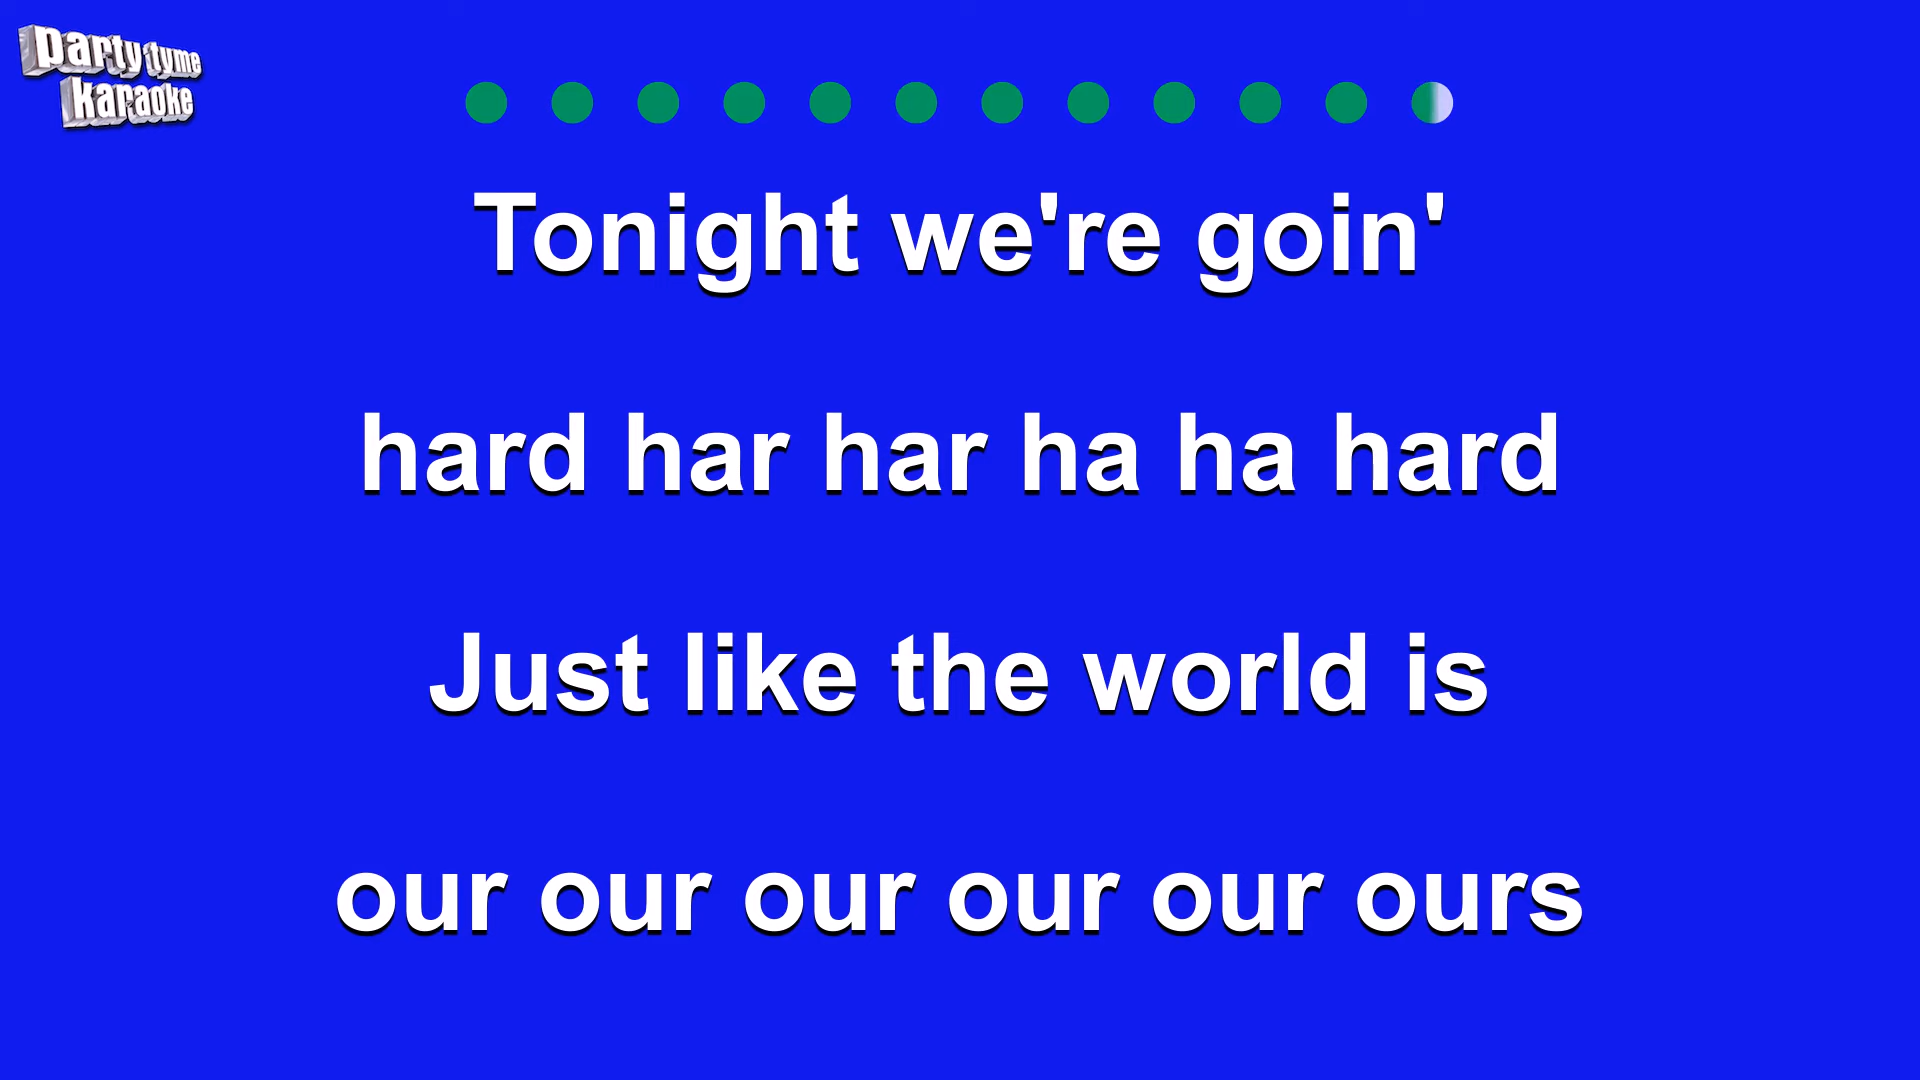 party tyme
karaoke
Tonight we're goin'
hard har har ha ha hard
Just like the world is
our our our our our ours